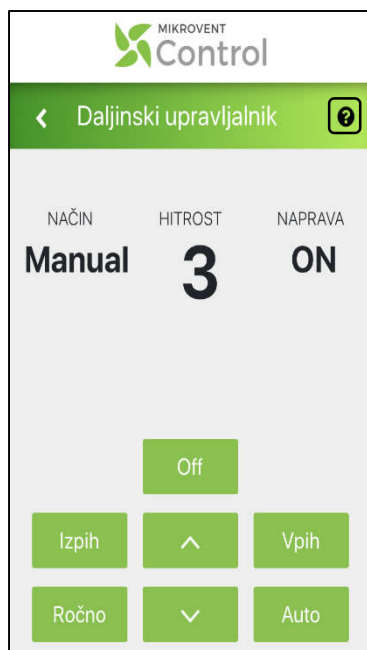 MIKROVENT
Control
Daljinski upravljalnik ?
NAČIN HITROST NAPRAVA
Manual 3 ON
Off
Izpih Vpih
Ročno Auto